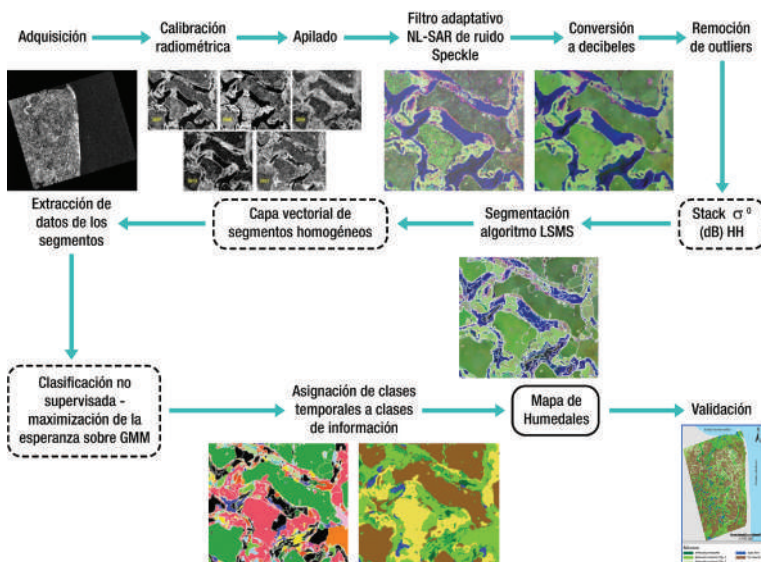 Adquisición
Calibración
radiométrica
Apilado
Filtro adaptativo
NL-SAR de ruido
Speckle
Conversión
a decibeles
Remoción
de outliers
Stack σ⁰
(dB) HH
Segmentación
algoritmo LSMS
Capa vectorial de
segmentos homogéneos
Extracción de
datos de los
segmentos
Clasificación no
supervisada -
maximización de la
esperanza sobre GMM
Asignación de clases
temporales a clases
de información
Mapa de
Humedales
Validación